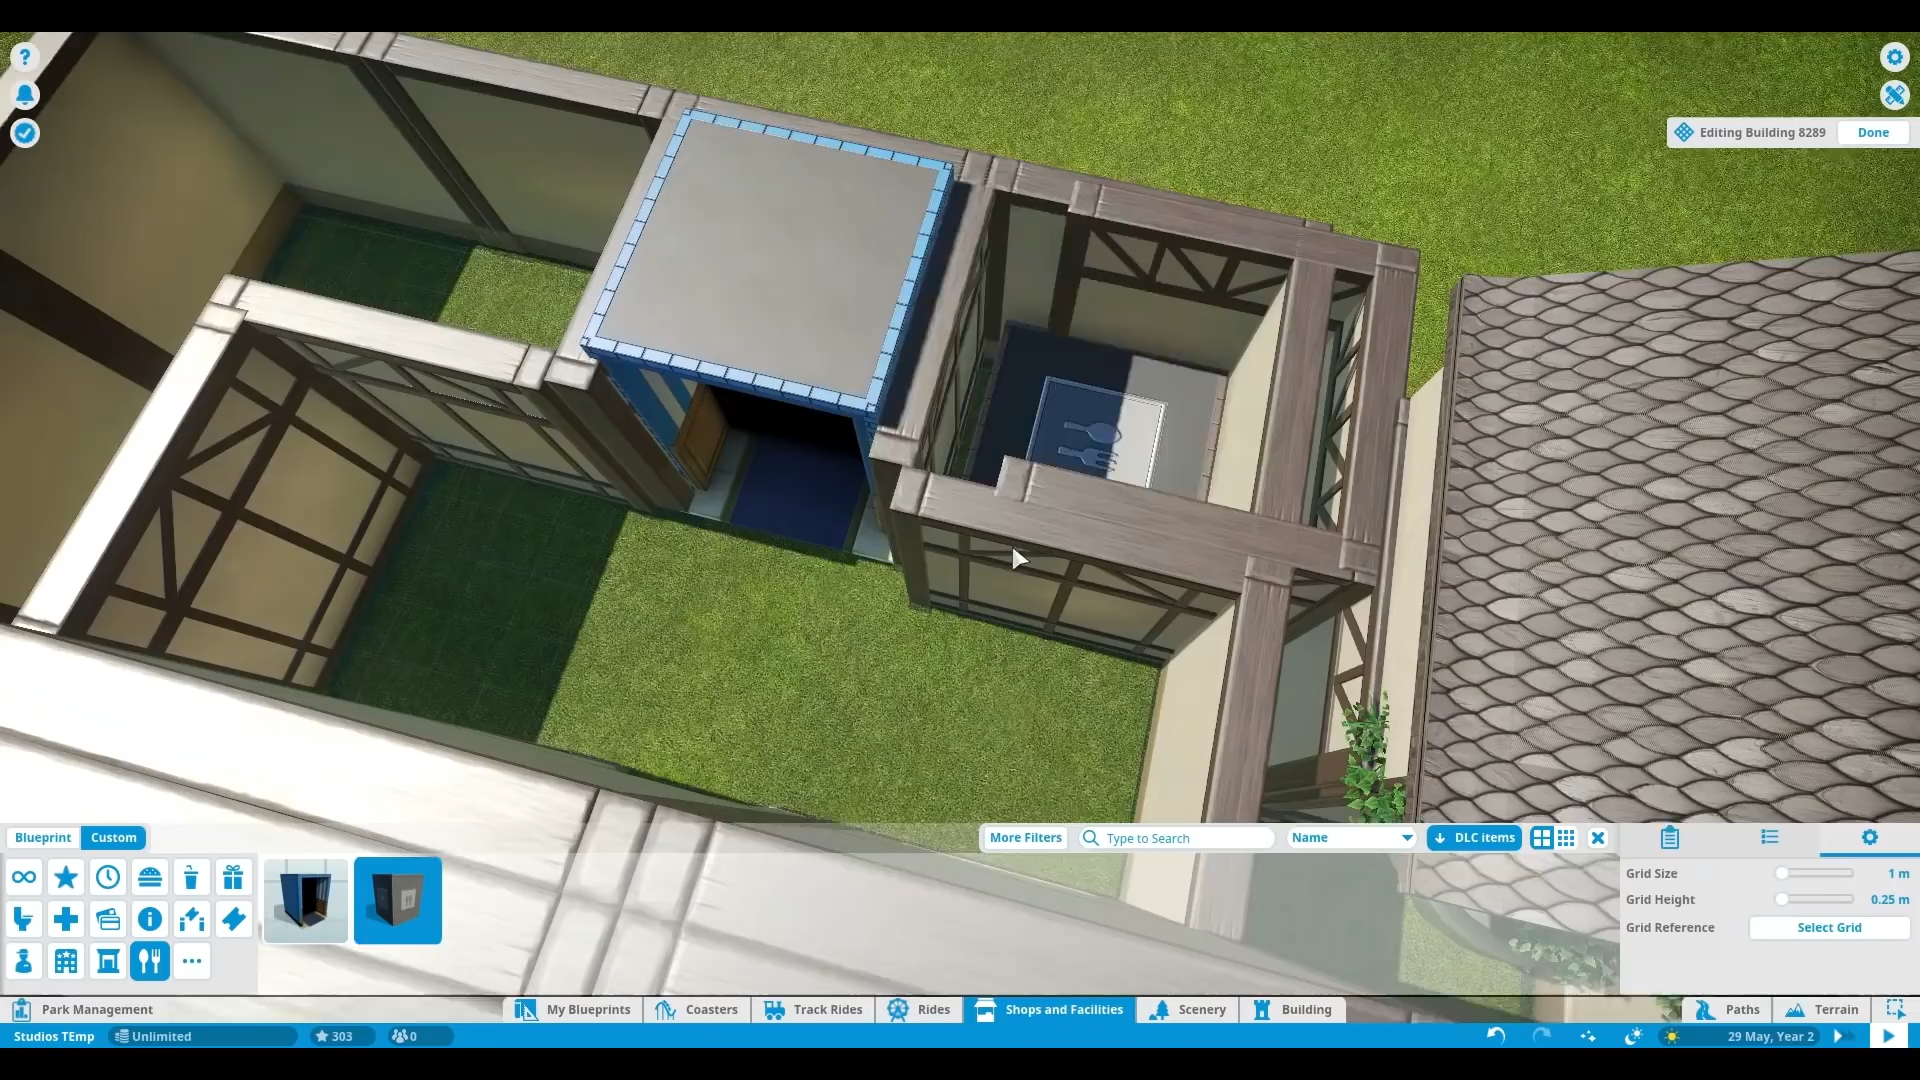 Editing Building 8289
Done
Blueprint
Custom
More Filters
Type to Search
Name
DLC items
Grid Size
1 m
Grid Height
0.25 m
Grid Reference
Select Grid
Park Management
My Blueprints
Coasters
Track Rides
Rides
Shops and Facilities
Scenery
Building
Paths
Terrain
Studios TEmp
Unlimited
303
0
29 May, Year 2